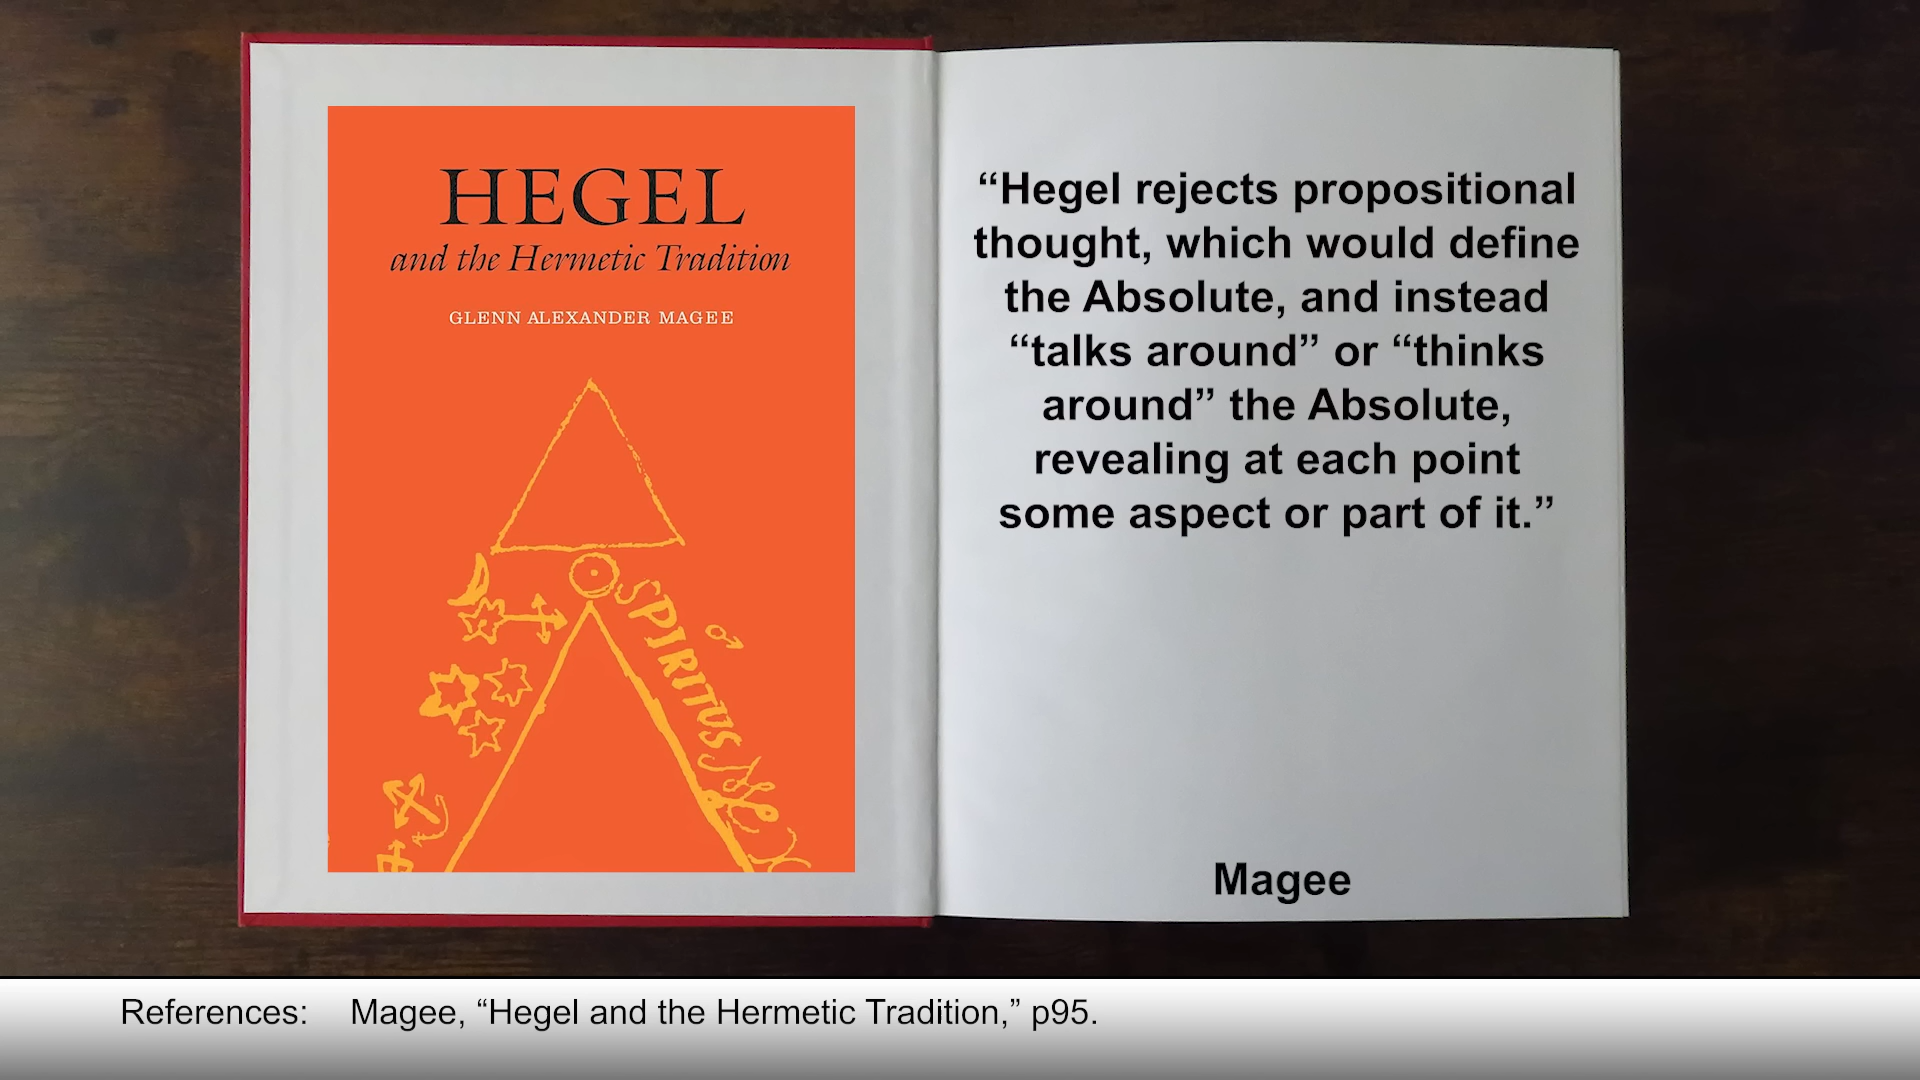 HEGEL
and the Hermetic Tradition
GLENN ALEXANDER MAGEE
SPIRITUS
“Hegel rejects propositional
thought, which would define
the Absolute, and instead
“talks around” or “thinks
around” the Absolute,
revealing at each point
some aspect or part of it.”
Magee
References: Magee, “Hegel and the Hermetic Tradition,” p95.